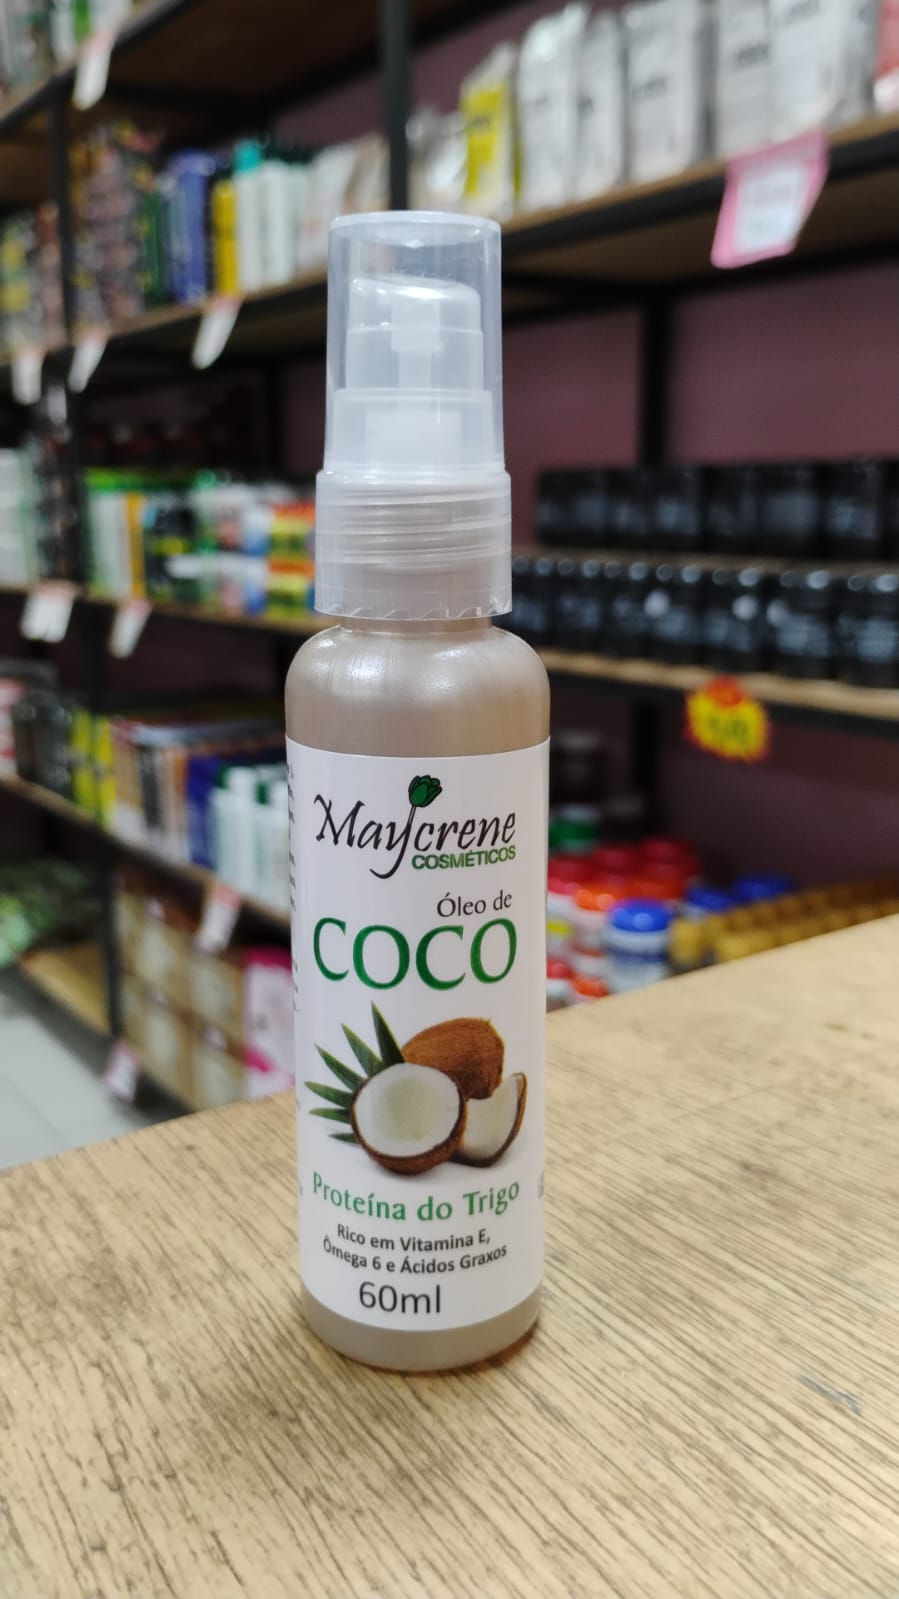 Maycrene
COSMÉTICOS
Óleo de
COCO
Proteína do Trigo
Rico em Vitamina E,
Ômega 6 e Ácidos Graxos
60ml